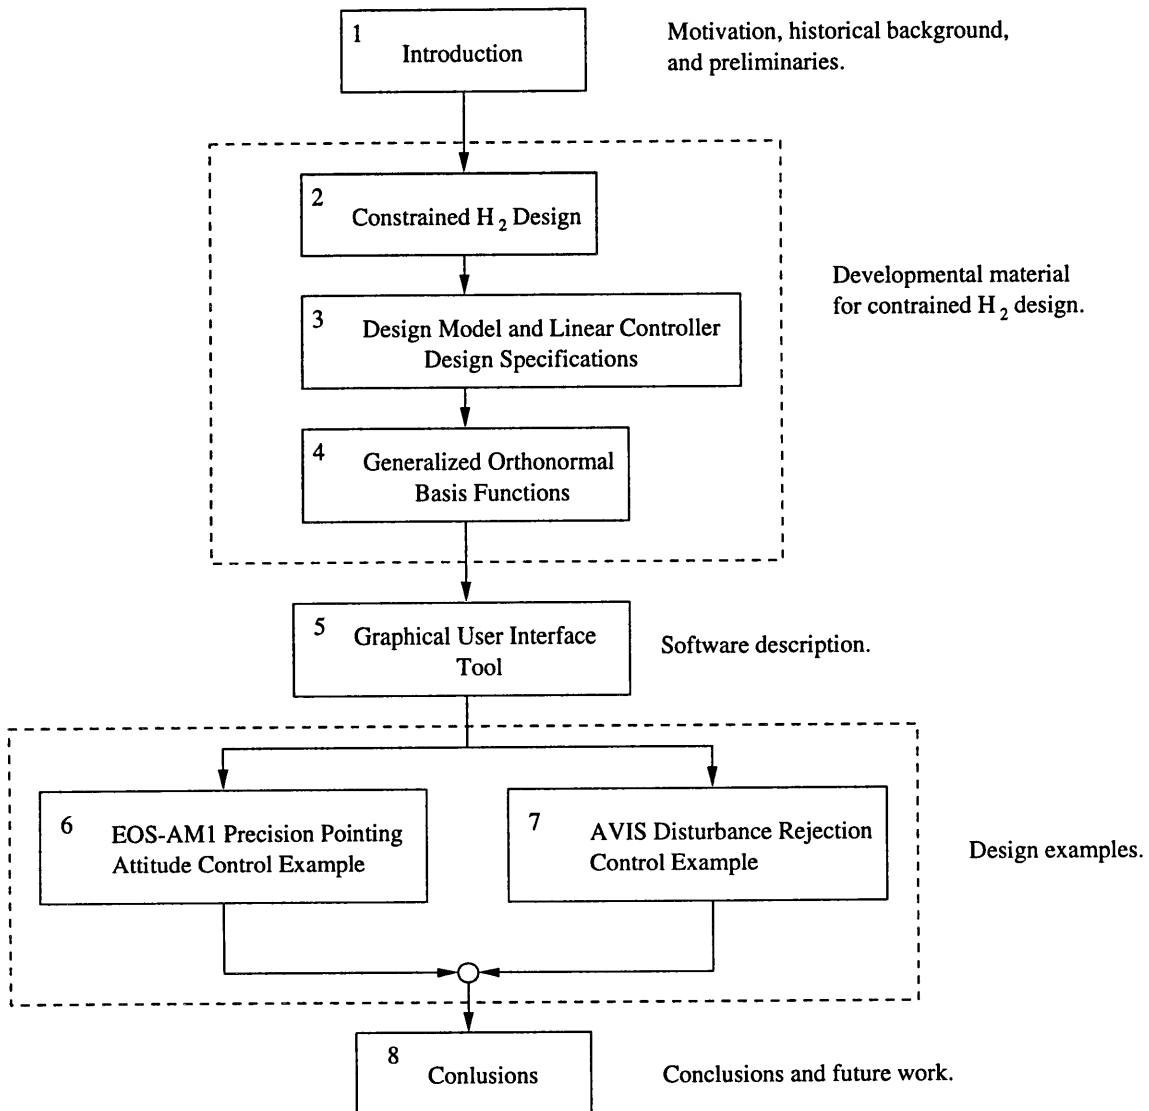 1
Introduction
Motivation, historical background,
and preliminaries.
2
Constrained H 2 Design
3
Design Model and Linear Controller
Design Specifications
Developmental material
for contrained H 2 design.
4
Generalized Orthonormal
Basis Functions
5
Graphical User Interface
Tool
Software description.
6
EOS-AM1 Precision Pointing
Attitude Control Example
7
AVIS Disturbance Rejection
Control Example
Design examples.
8
Conlusions
Conclusions and future work.